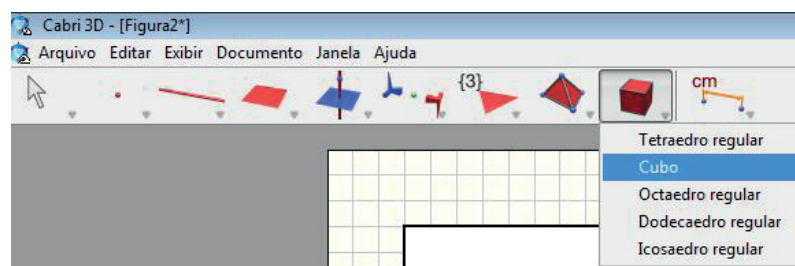 Cabri 3D - [Figura2*]
Arquivo Editar Exibir Documento Janela Ajuda
{3}
cm
Tetraedro regular
Cubo
Octaedro regular
Dodecaedro regular
Icosaedro regular